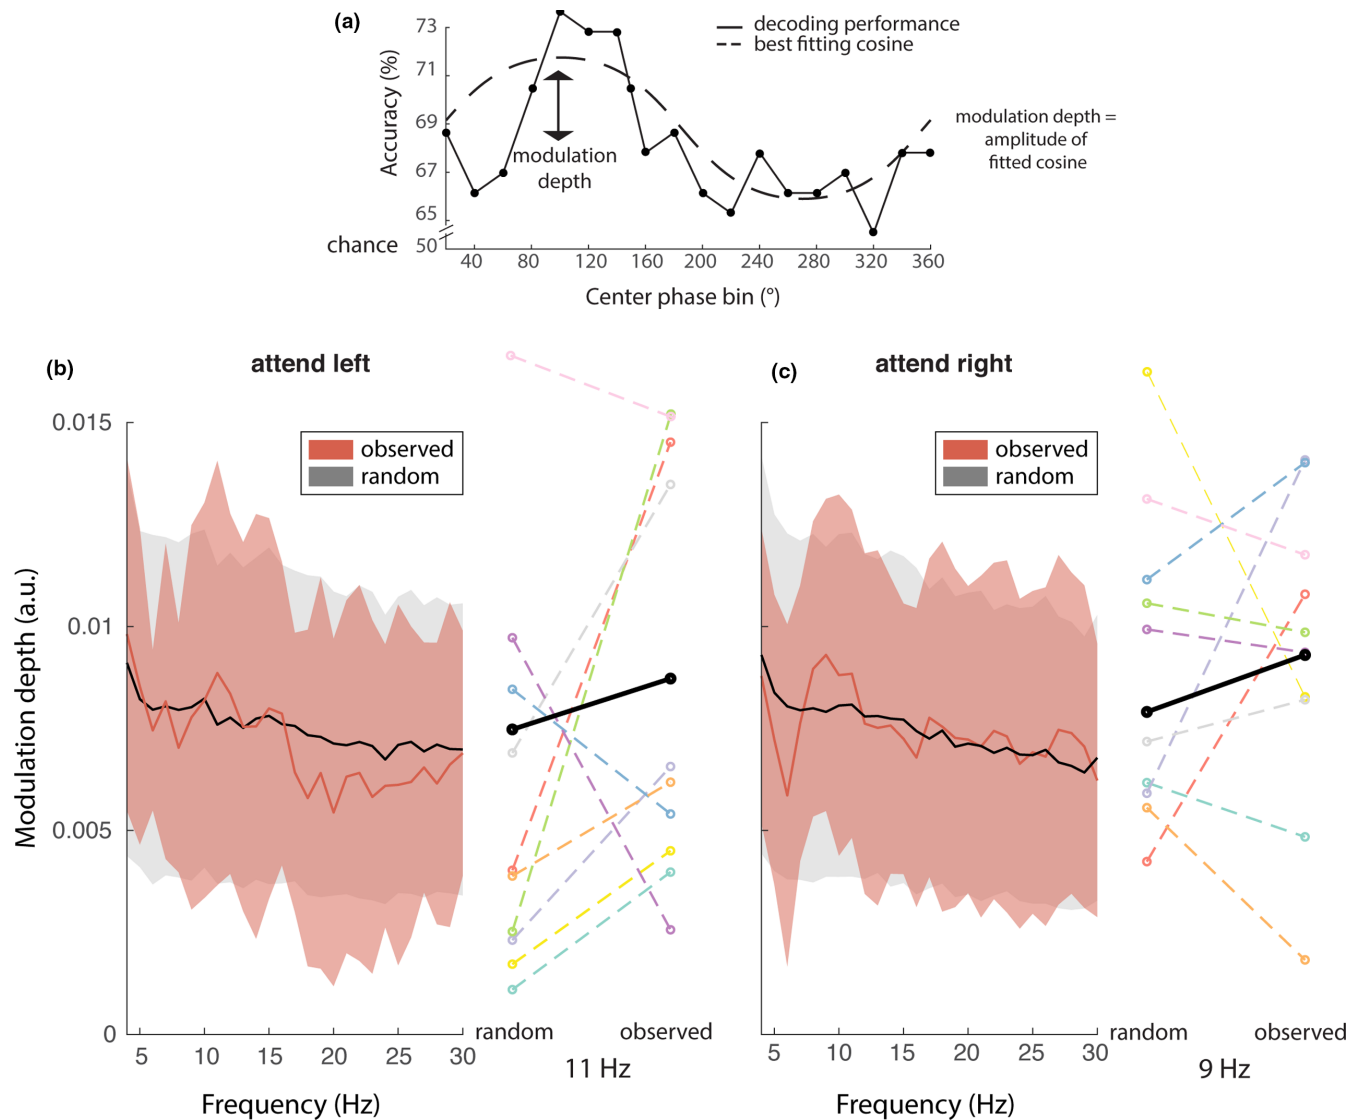 (a)
73
71
69
67
65
50
chance
Accuracy (%)
decoding performance
best fitting cosine
modulation
depth
modulation depth =
amplitude of
fitted cosine
40 80 120 160 200 240 280 320 360
Center phase bin (°)
(b)
attend left
observed
random
0.015
0.010
0.005
0
Modulation depth (a.u.)
5 10 15 20 25 30
Frequency (Hz)
random observed
11 Hz
(c)
attend right
observed
random
5 10 15 20 25 30
Frequency (Hz)
random observed
9 Hz